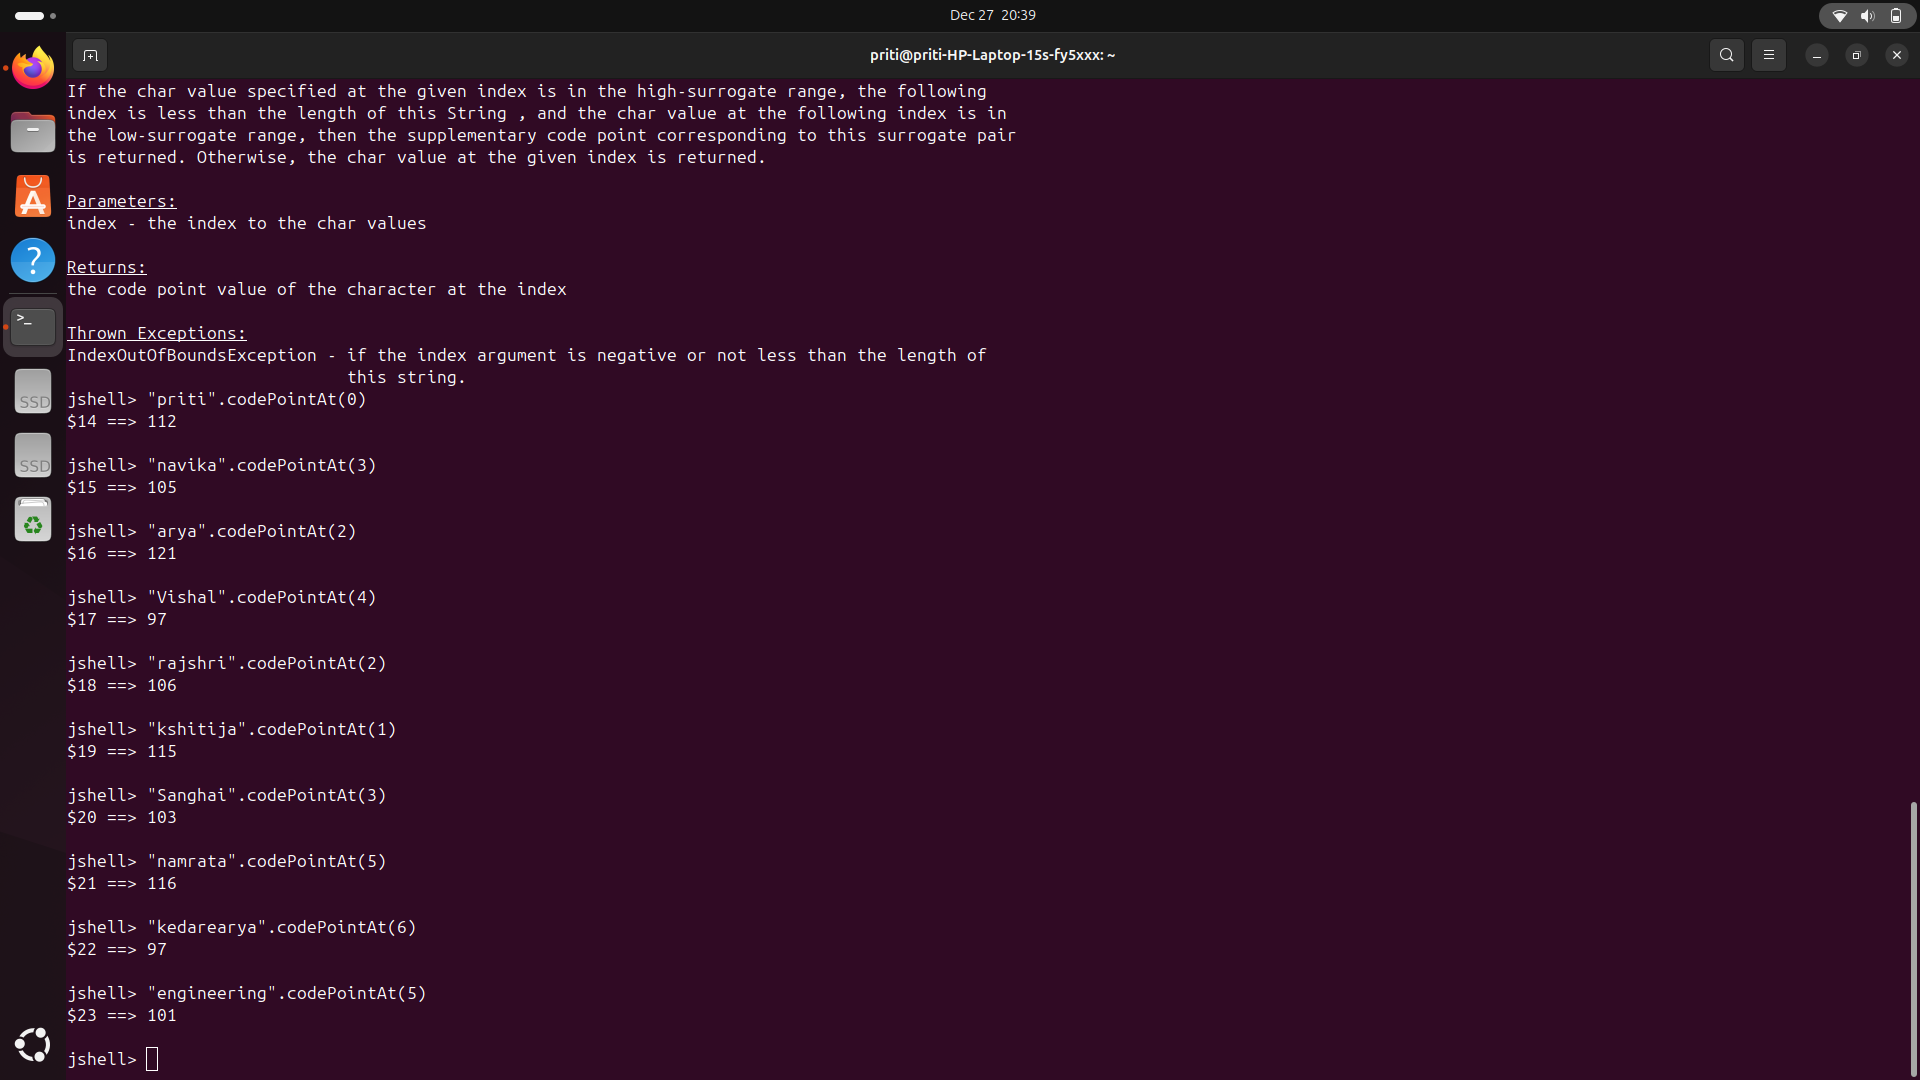 Dec 27 20:39
priti@priti-HP-Laptop-15s-fy5xxx: ~
If the char value specified at the given index is in the high-surrogate range, the following
index is less than the length of this String , and the char value at the following index is in
the low-surrogate range, then the supplementary code point corresponding to this surrogate pair
is returned. Otherwise, the char value at the given index is returned.
Parameters:
index - the index to the char values
Returns:
the code point value of the character at the index
Thrown Exceptions:
IndexOutOfBoundsException - if the index argument is negative or not less than the length of
this string.
jshell> "priti".codePointAt(0)
$14 ==> 112
jshell> "navika".codePointAt(3)
$15 ==> 105
jshell> "arya".codePointAt(2)
$16 ==> 121
jshell> "Vishal".codePointAt(4)
$17 ==> 97
jshell> "rajshri".codePointAt(2)
$18 ==> 106
jshell> "kshitija".codePointAt(1)
$19 ==> 115
jshell> "Sanghai".codePointAt(3)
$20 ==> 103
jshell> "namrata".codePointAt(5)
$21 ==> 116
jshell> "kedarearya".codePointAt(6)
$22 ==> 97
jshell> "engineering".codePointAt(5)
$23 ==> 101
jshell>
>_
SSD
SSD